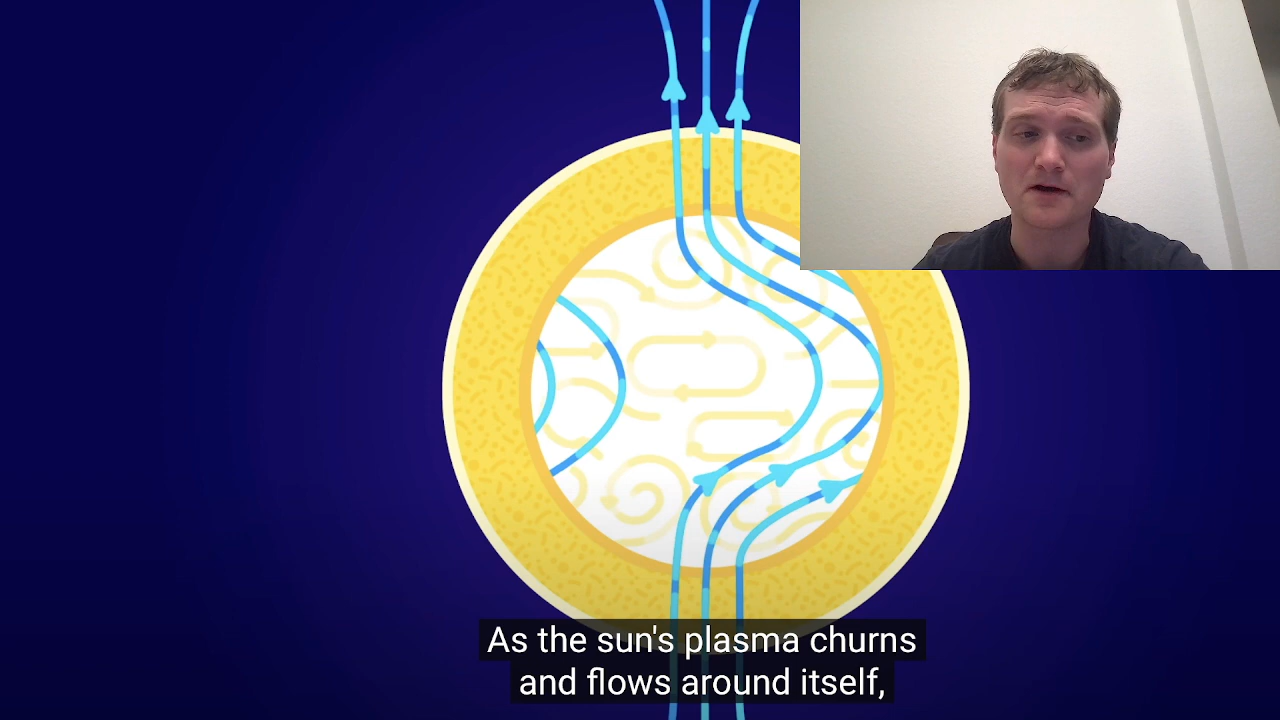 As the sun's plasma churns
and flows around itself,